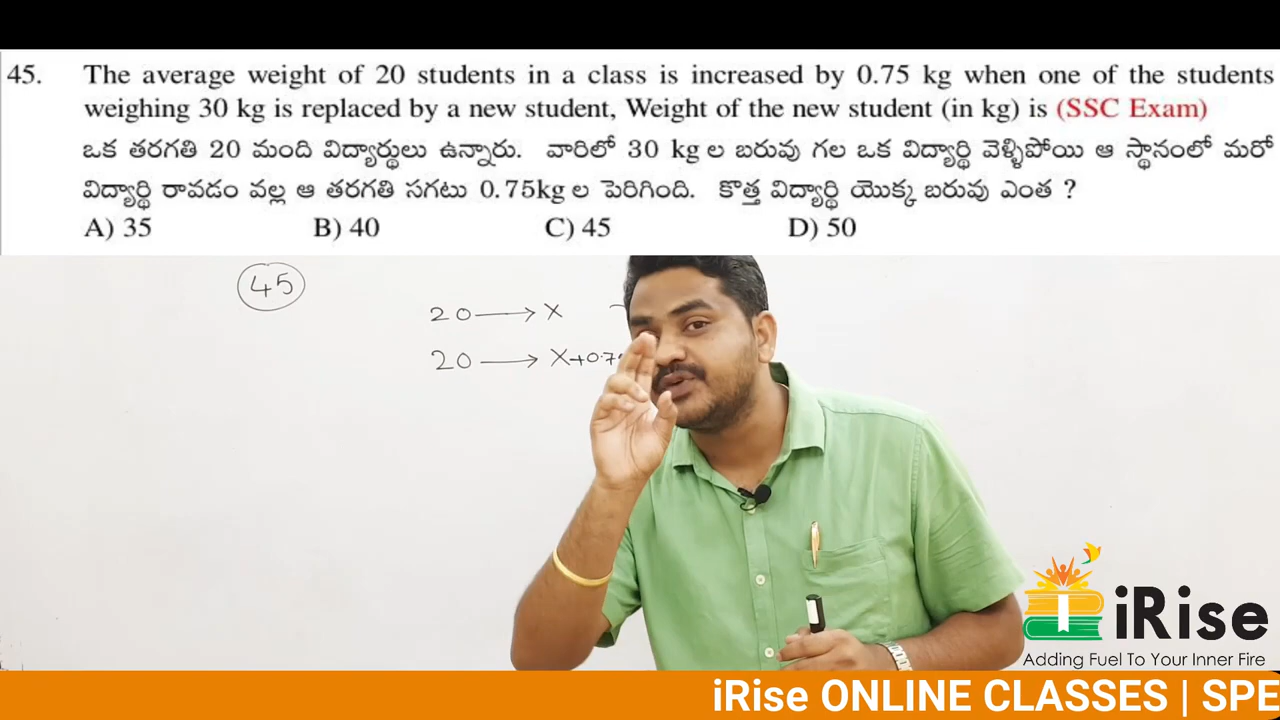 45. The average weight of 20 students in a class is increased by 0.75 kg when one of the students
weighing 30 kg is replaced by a new student, Weight of the new student (in kg) is (SSC Exam)
ఒక తరగతి 20 మంది విద్యార్థులు ఉన్నారు. వారిలో 30 kg ల బరువు గల ఒక విద్యార్థి వెళ్ళిపోయి ఆ స్థానంలో మరో
విద్యార్థి రావడం వల్ల ఆ తరగతి సగటు 0.75kg ల పెరిగింది. కొత్త విద్యార్థి యొక్క బరువు ఎంత ?
A) 35 B) 40 C) 45 D) 50
45
20 → X
20 → X+0.7
iRise
Adding Fuel To Your Inner Fire
iRise ONLINE CLASSES | SPE